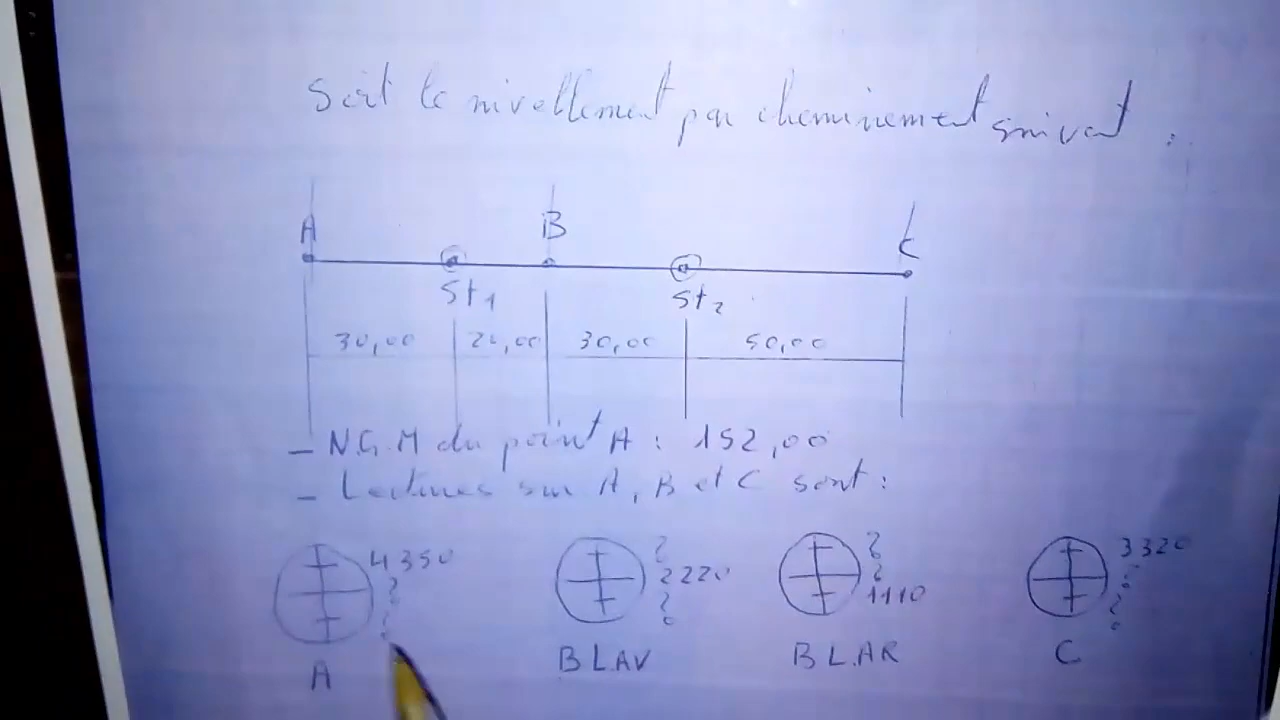 Soit le nivellement par cheminement suivant :
A B C
St1 St2
30,00 20,00 30,00 50,00
- N.G.M du point A : 152,00
- Lectures sur A, B et C sont :
4350 ? 2220 ? 1110 3320
? ? ? ?
? ? ?
A B L.AV B L.AR C